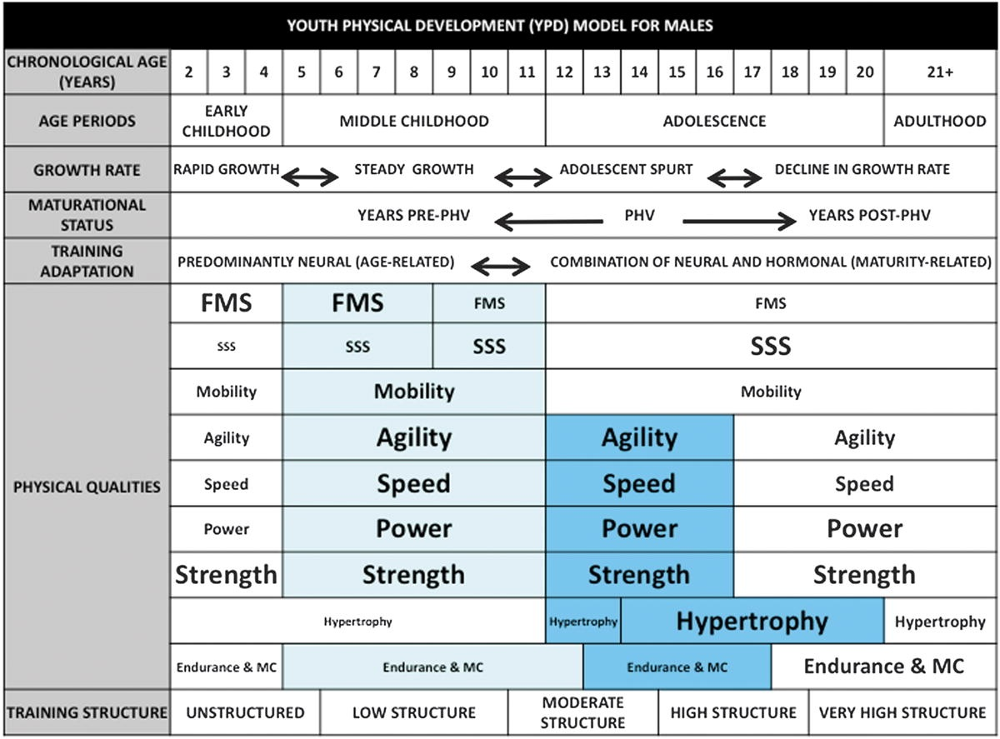 YOUTH PHYSICAL DEVELOPMENT (YPD) MODEL FOR MALES
CHRONOLOGICAL AGE (YEARS) 2 3 4 5 6 7 8 9 10 11 12 13 14 15 16 17 18 19 20 21+
AGE PERIODS EARLY CHILDHOOD MIDDLE CHILDHOOD ADOLESCENCE ADULTHOOD
GROWTH RATE RAPID GROWTH STEADY GROWTH ADOLESCENT SPURT DECLINE IN GROWTH RATE
MATURATIONAL STATUS YEARS PRE-PHV PHV YEARS POST-PHV
TRAINING ADAPTATION PREDOMINANTLY NEURAL (AGE-RELATED) COMBINATION OF NEURAL AND HORMONAL (MATURITY-RELATED)
PHYSICAL QUALITIES
FMS FMS FMS FMS
SSS SSS SSS SSS
Mobility Mobility Mobility
Agility Agility Agility Agility
Speed Speed Speed Speed
Power Power Power Power
Strength Strength Strength Strength
Hypertrophy Hypertrophy Hypertrophy Hypertrophy
Endurance & MC Endurance & MC Endurance & MC Endurance & MC
TRAINING STRUCTURE UNSTRUCTURED LOW STRUCTURE MODERATE STRUCTURE HIGH STRUCTURE VERY HIGH STRUCTURE